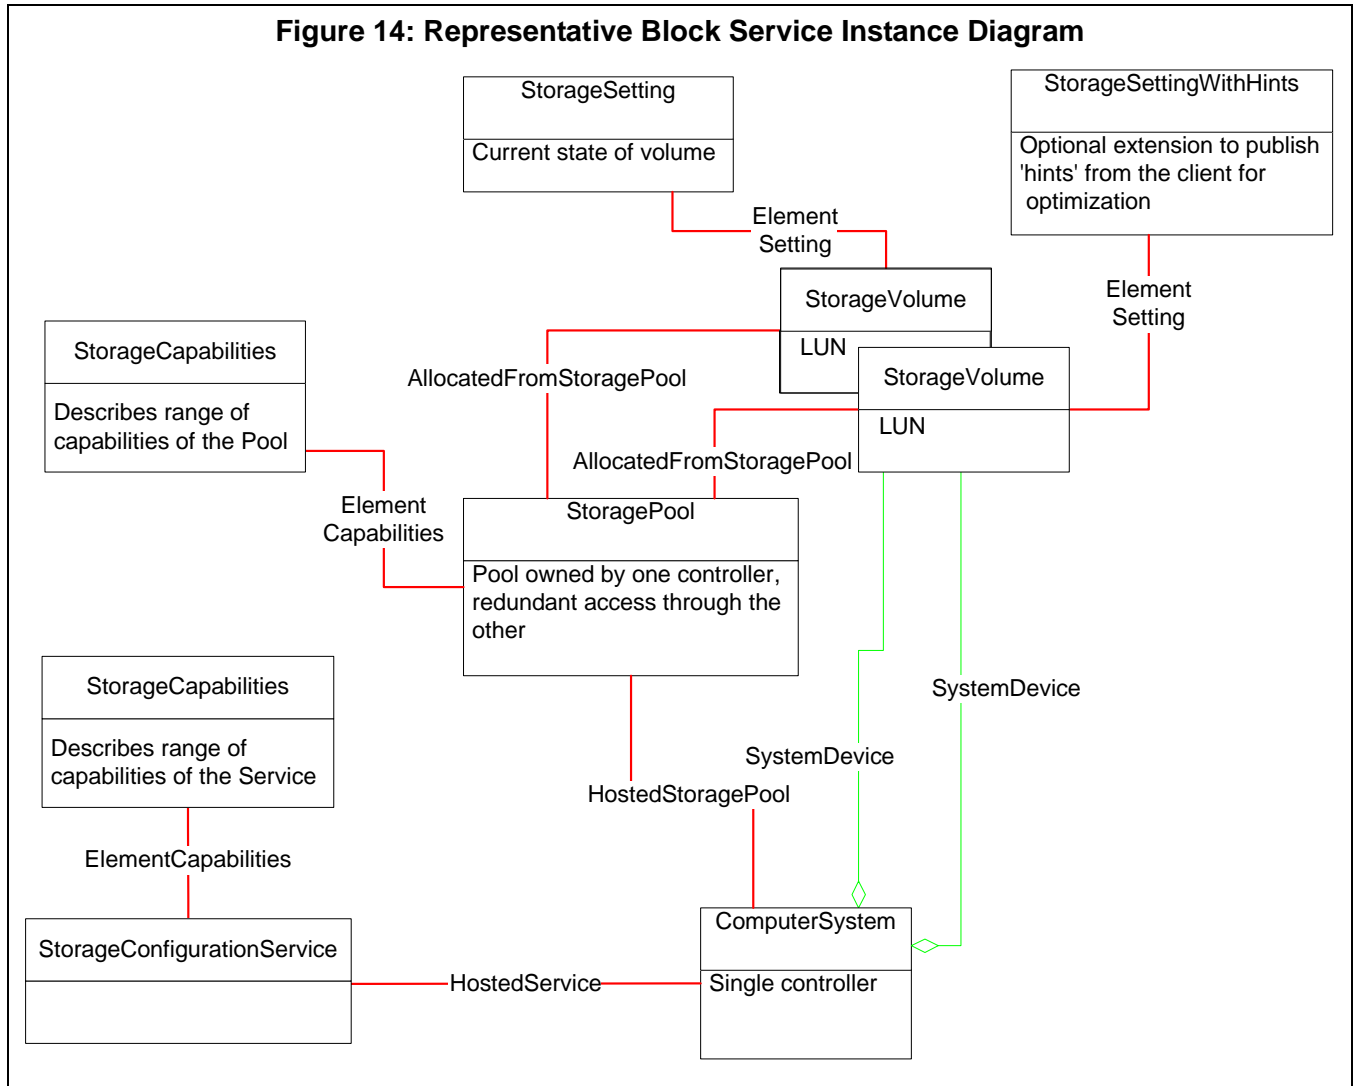 Figure 14: Representative Block Service Instance Diagram
StorageSetting
Current state of volume
StorageSettingWithHints
Optional extension to publish
'hints' from the client for
optimization
Element
Setting
Element
Setting
StorageVolume
LUN
StorageVolume
LUN
StorageCapabilities
Describes range of
capabilities of the Pool
AllocatedFromStoragePool
AllocatedFromStoragePool
Element
Capabilities
StoragePool
Pool owned by one controller,
redundant access through the
other
StorageCapabilities
Describes range of
capabilities of the Service
SystemDevice
SystemDevice
HostedStoragePool
ElementCapabilities
StorageConfigurationService
HostedService
ComputerSystem
Single controller